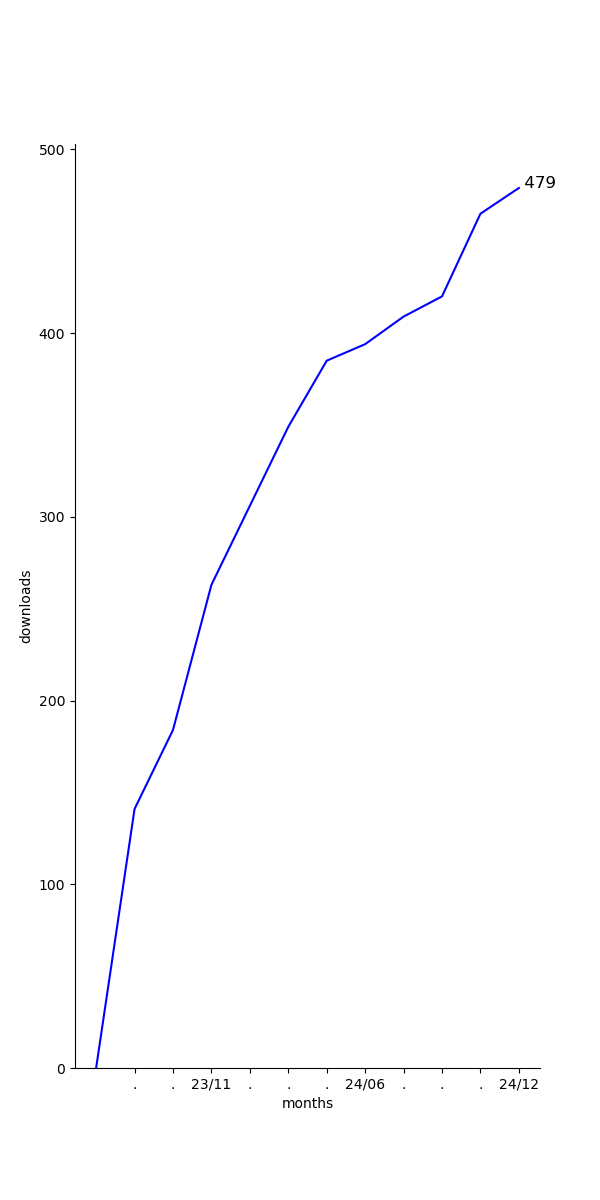 500
479
400
300
downloads
200
100
0
. . 23/11 . . . 24/06 . . . 24/12
months